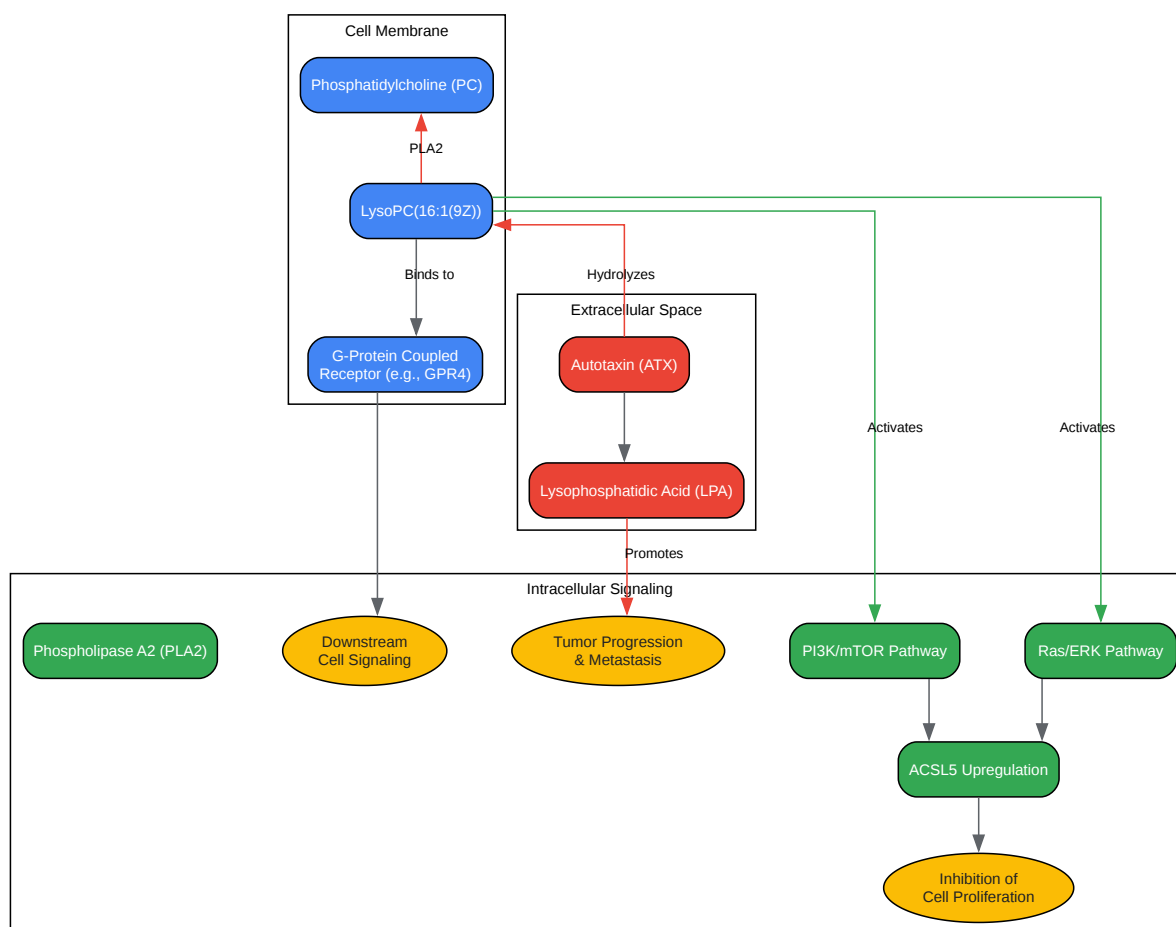 Cell Membrane
Phosphatidylcholine (PC)
PLA2
LysoPC(16:1(9Z))
Binds to
Hydrolyzes
Extracellular Space
G-Protein Coupled
Receptor (e.g., GPR4)
Autotaxin (ATX)
Activates
Activates
Lysophosphatidic Acid (LPA)
Promotes
Intracellular Signaling
Phospholipase A2 (PLA2)
Downstream
Cell Signaling
Tumor Progression
& Metastasis
PI3K/mTOR Pathway
Ras/ERK Pathway
ACSL5 Upregulation
Inhibition of
Cell Proliferation